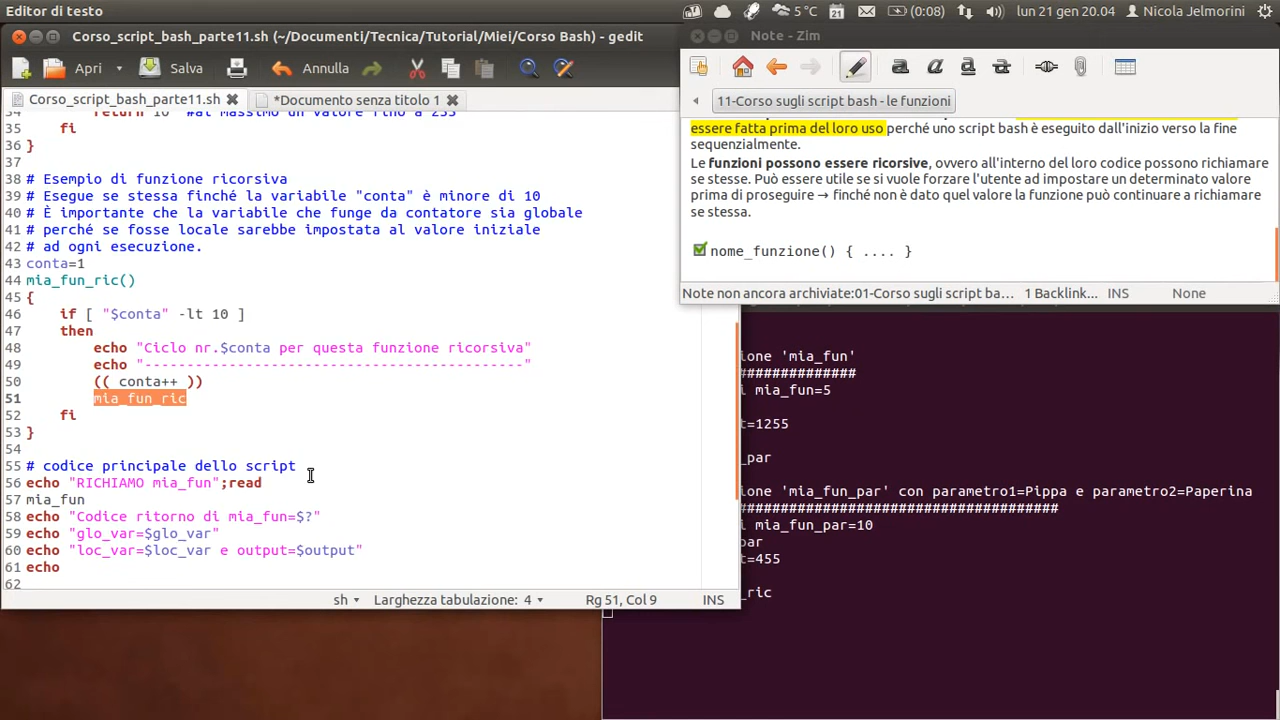 Editor di testo
5 °C
21
(0:08)
lun 21 gen 20.04
Nicola Jelmorini
Corso_script_bash_parte11.sh (~/Documenti/Tecnica/Tutorial/Miei/Corso Bash) - gedit
Apri
Salva
Annulla
Corso_script_bash_parte11.sh
*Documento senza titolo 1
35 fi
36 }
37
38 # Esempio di funzione ricorsiva
39 # Esegue se stessa finché la variabile "conta" è minore di 10
40 # È importante che la variabile che funge da contatore sia globale
41 # perché se fosse locale sarebbe impostata al valore iniziale
42 # ad ogni esecuzione.
43 conta=1
44 mia_fun_ric()
45 {
46 if [ "$conta" -lt 10 ]
47 then
48 echo "Ciclo nr.$conta per questa funzione ricorsiva"
49 echo "---------------------------------------------"
50 (( conta++ ))
51 mia_fun_ric
52 fi
53 }
54
55 # codice principale dello script
56 echo "RICHIAMO mia_fun";read
57 mia_fun
58 echo "Codice ritorno di mia_fun=$?"
59 echo "glo_var=$glo_var"
60 echo "loc_var=$loc_var e output=$output"
61 echo
62
sh
Larghezza tabulazione: 4
Rg 51, Col 9
INS
Note - Zim
11-Corso sugli script bash - le funzioni
essere fatta prima del loro uso perché uno script bash è eseguito dall'inizio verso la fine
sequenzialmente.
Le funzioni possono essere ricorsive, ovvero all'interno del loro codice possono richiamare
se stesse. Può essere utile se si vuole forzare l'utente ad impostare un determinato valore
prima di proseguire → finché non è dato quel valore la funzione può continuare a richiamare
se stessa.
nome_funzione() { .... }
Note non ancora archiviate:01-Corso sugli script ba...
1 Backlink...
INS
None
ione 'mia_fun'
##############
i mia_fun=5
t=1255
_par
ione 'mia_fun_par' con parametro1=Pippa e parametro2=Paperina
######################################
i mia_fun_par=10
par
t=455
_ric